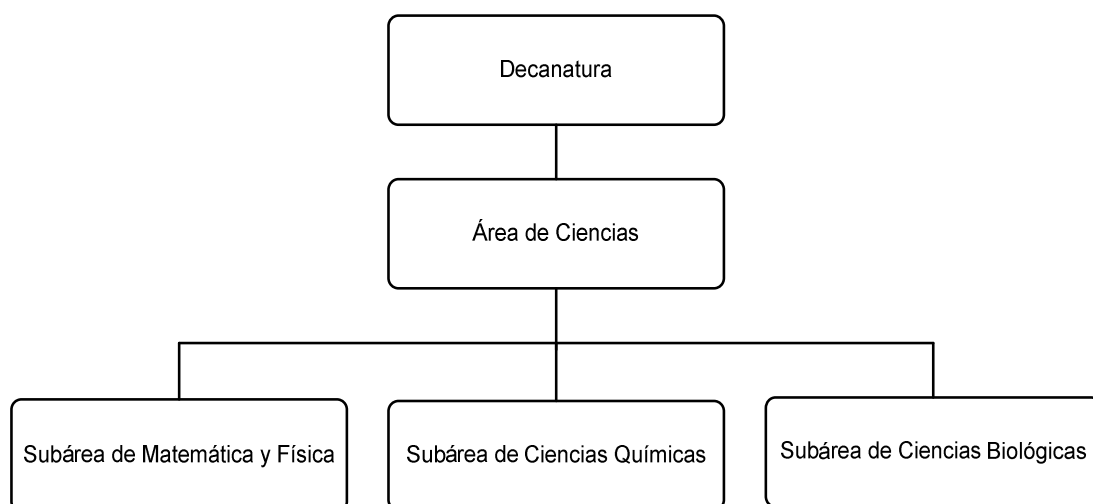 Decanatura
Área de Ciencias
Subárea de Matemática y Física
Subárea de Ciencias Químicas
Subárea de Ciencias Biológicas